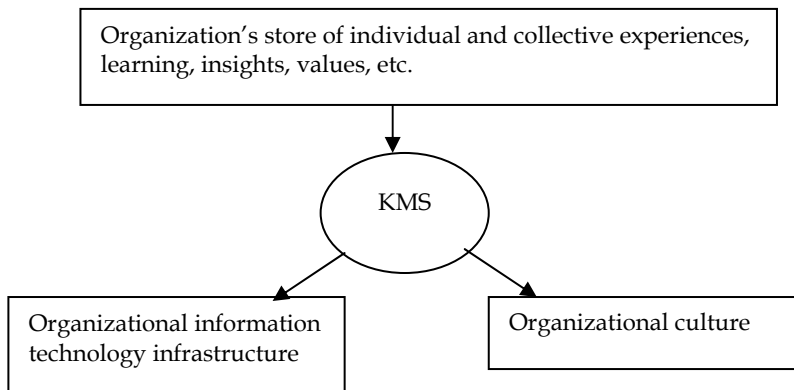 Organization’s store of individual and collective experiences,
learning, insights, values, etc.
KMS
Organizational information
technology infrastructure
Organizational culture